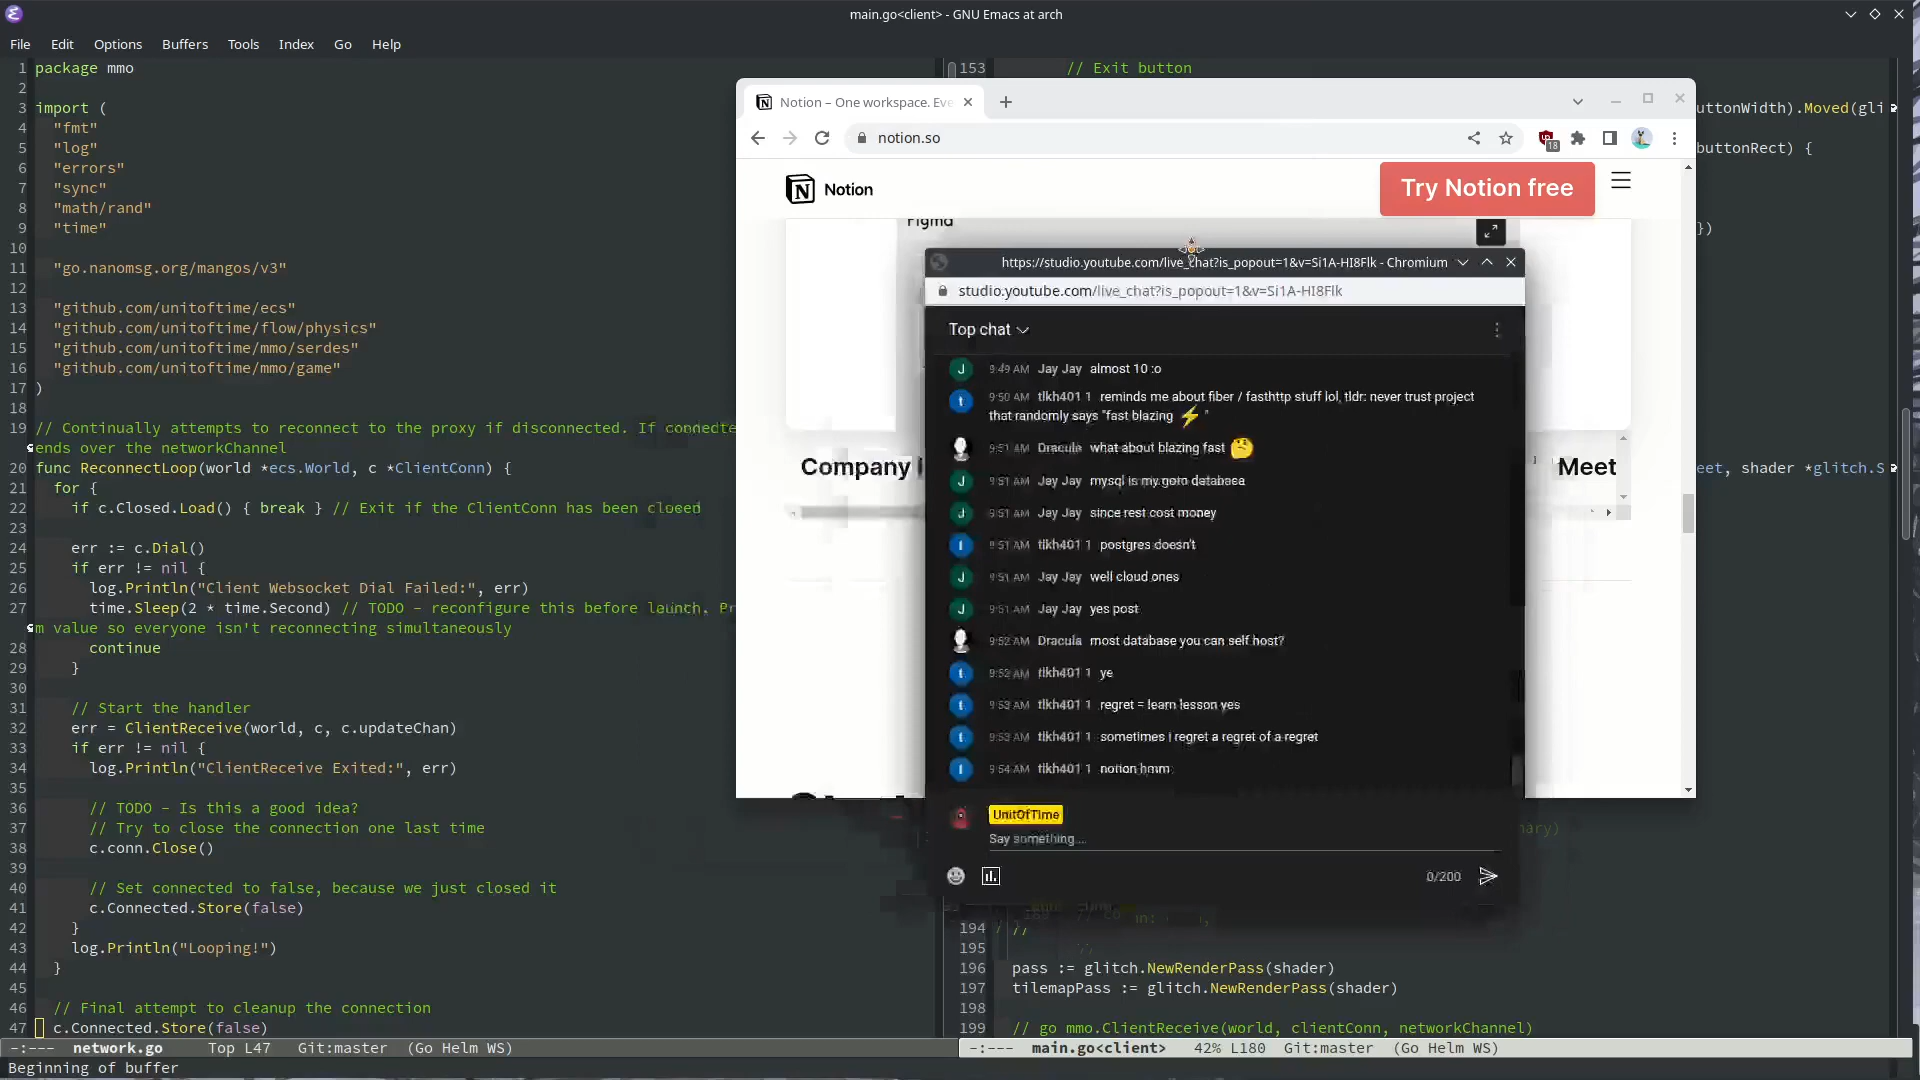 main.go<client> - GNU Emacs at arch
File Edit Options Buffers Tools Index Go Help
1 package mmo
2
3 import (
4 "fmt"
5 "log"
6 "errors"
7 "sync"
8 "math/rand"
9 "time"
10
11 "go.nanomsg.org/mangos/v3"
12
13 "github.com/unitoftime/ecs"
14 "github.com/unitoftime/flow/physics"
15 "github.com/unitoftime/mmo/serdes"
16 "github.com/unitoftime/mmo/game"
17 )
18
19 // Continually attempts to reconnect to the proxy if disconnected. If
ends over the networkChannel
20 func ReconnectLoop(world *ecs.World, c *ClientConn) {
21 for {
22 if c.Closed.Load() { break } // Exit if the ClientConn has been closed
23
24 err := c.Dial()
25 if err != nil {
26 log.Println("Client Websocket Dial Failed:", err)
27 time.Sleep(2 * time.Second) // TODO - reconfigure this before launch.
m value so everyone isn't reconnecting simultaneously
28 continue
29 }
30
31 // Start the handler
32 err = ClientReceive(world, c, c.updateChan)
33 if err != nil {
34 log.Println("ClientReceive Exited:", err)
35
36 // TODO - Is this a good idea?
37 // Try to close the connection one last time
38 c.conn.Close()
39
40 // Set connected to false, because we just closed it
41 c.Connected.Store(false)
42 }
43 log.Println("Looping!")
44 }
45
46 // Final attempt to cleanup the connection
47 c.Connected.Store(false)
-:--- network.go Top L47 Git:master (Go Helm WS)
Beginning of buffer
153 // Exit button
uttonWidth).Moved(gli
buttonRect) {
})
eet, shader *glitch.S
Notion – One workspace. Eve
notion.so
18
Notion
Try Notion free
Figma
Company
Meet
https://studio.youtube.com/live_chat?is_popout=1&v=Si1A-HI8Flk - Chromium
studio.youtube.com/live_chat?is_popout=1&v=Si1A-HI8Flk
Top chat
J 9:49 AM Jay Jay almost 10 :o
t 9:50 AM tlkh401 1 reminds me about fiber / fasthttp stuff lol, tldr: never trust project
that randomly says "fast blazing ⚡ "
9:51 AM Dracula what about blazing fast 🤔
J 9:51 AM Jay Jay mysql is my goto database
J 9:51 AM Jay Jay since rest cost money
t 9:51 AM tlkh401 1 postgres doesn't
J 9:51 AM Jay Jay well cloud ones
J 9:51 AM Jay Jay yes post
9:52 AM Dracula most database you can self host?
t 9:52 AM tlkh401 1 ye
t 9:53 AM tlkh401 1 regret = learn lesson yes
t 9:53 AM tlkh401 1 sometimes i regret a regret of a regret
t 9:54 AM tlkh401 1 notion hmm
UnitOfTime
Say something...
0/200
194 //
195
196 pass := glitch.NewRenderPass(shader)
197 tilemapPass := glitch.NewRenderPass(shader)
198
199 // go mmo.ClientReceive(world, clientConn, networkChannel)
-:--- main.go<client> 42% L180 Git:master (Go Helm WS)